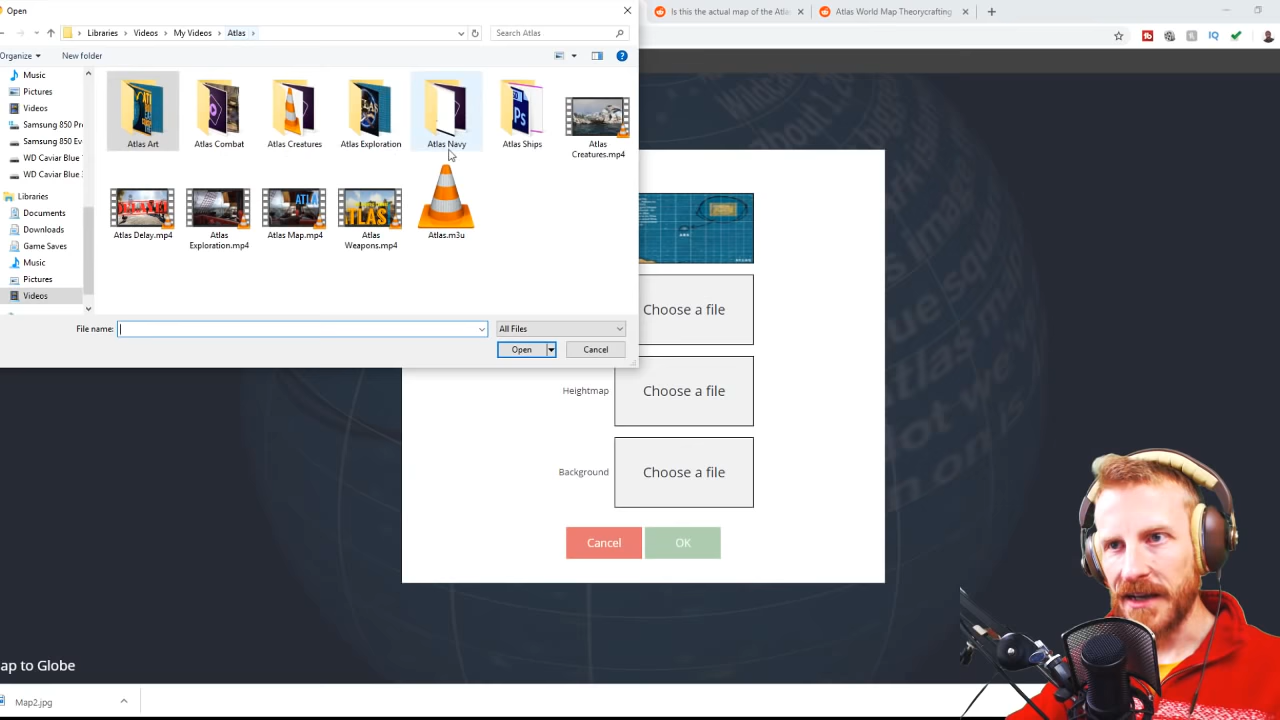 Open
Is this the actual map of the Atlas
Atlas World Map Theorycrafting
Libraries
Videos
My Videos
Atlas
Search Atlas
Organize
New folder
IQ
Music
Pictures
Videos
Samsung 850 Pr
Samsung 850 E
WD Caviar Blue
WD Caviar Blue
Libraries
Documents
Downloads
Game Saves
Music
Pictures
Videos
Atlas Art
Atlas Combat
Atlas Creatures
Atlas Exploration
Atlas Navy
Atlas Ships
Atlas
Creatures.mp4
Atlas Delay.mp4
Atlas
Exploration.mp4
Atlas Map.mp4
Atlas
Weapons.mp4
Atlas.m3u
File name:
All Files
Open
Cancel
Choose a file
Heightmap
Choose a file
Background
Choose a file
Cancel
OK
ap to Globe
Map2.jpg